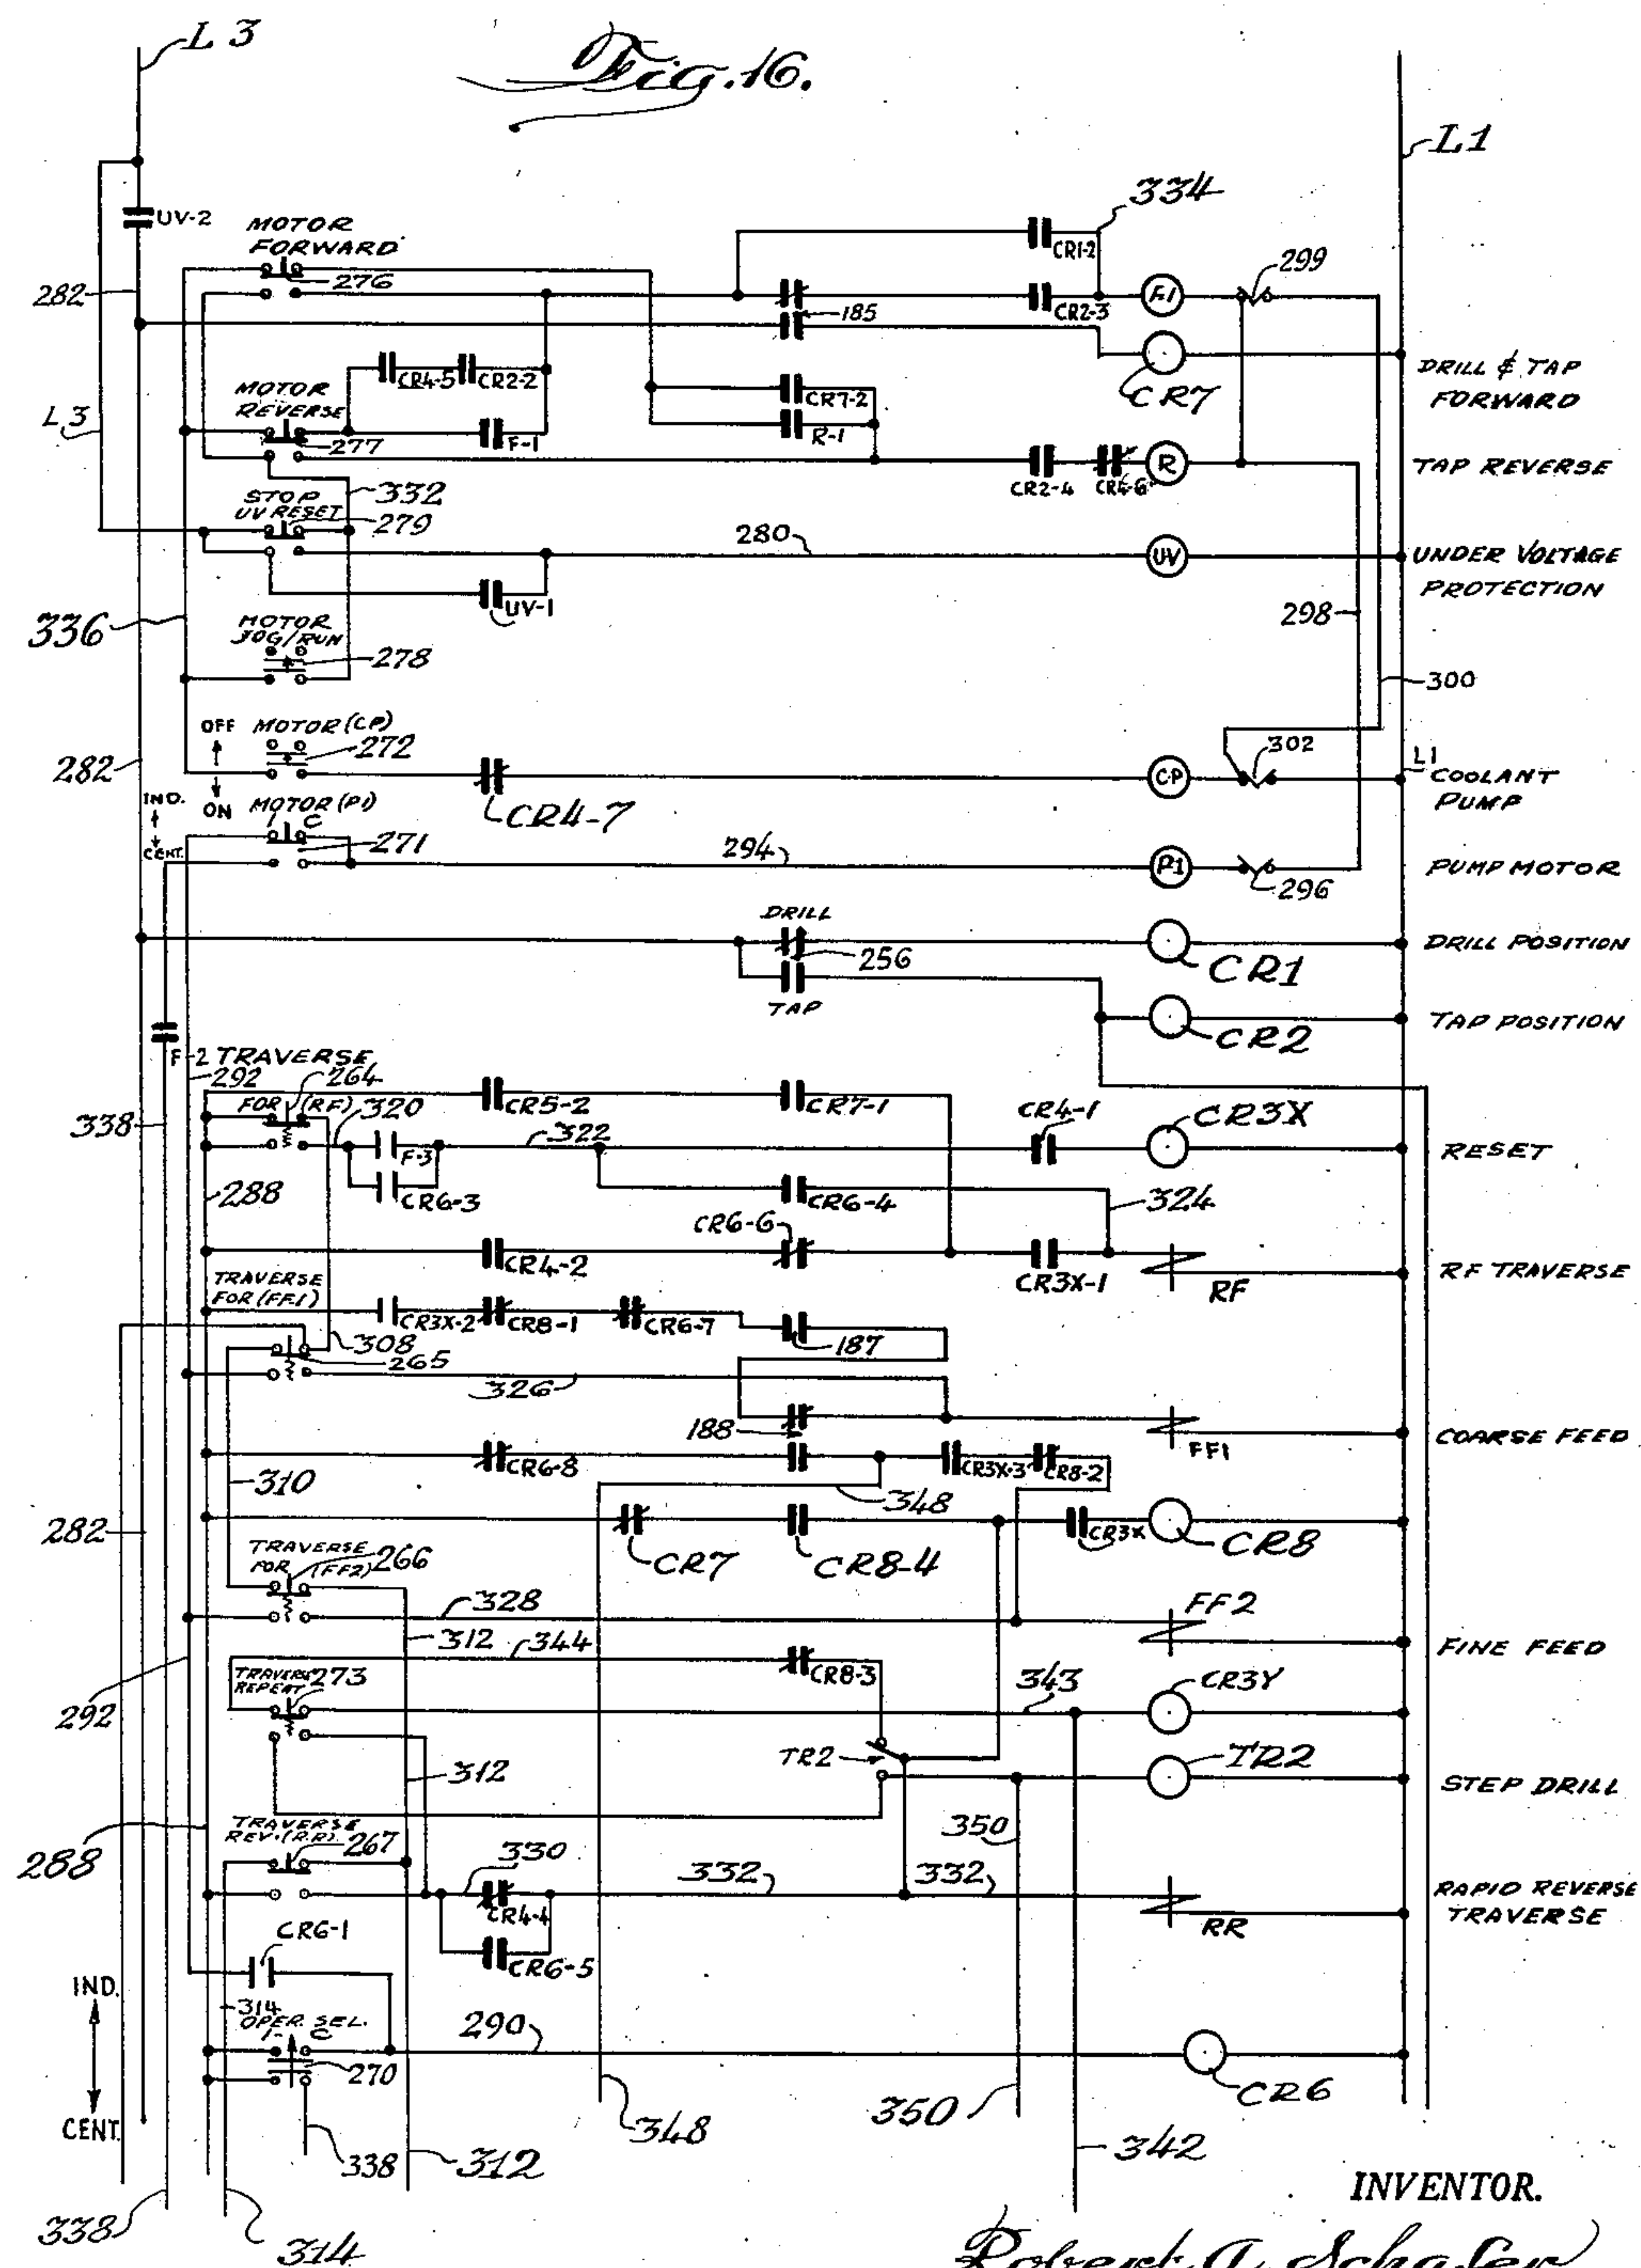 L3
Fig. 16.
L1
334
UV-2
MOTOR
FORWARD
276
CR1-2
299
282
F1
CR2-3
185
CR7
DRILL & TAP
FORWARD
CR4-5
CR2-2
MOTOR
REVERSE
277
L3
F-1
CR7-2
R-1
CR2-4
CR4-6
R
TAP REVERSE
332
STOP
UV RESET
279
280
UV
UNDER VOLTAGE
PROTECTION
UV-1
298
336
MOTOR
JOG/RUN
278
300
OFF
MOTOR (CP)
272
282
302
L1
CP
COOLANT
PUMP
ON
CR4-7
IND.
CENT.
MOTOR (P1)
I C
271
294
P1
296
PUMP MOTOR
DRILL
256
TAP
CR1
DRILL POSITION
CR2
TAP POSITION
F-2
TRAVERSE
292
264
FOR (RF)
320
CR5-2
CR7-1
338
322
CR4-1
CR3X
RESET
F-3
CR6-3
288
CR6-4
324
CR6-6
CR4-2
CR3X-1
RF
RF TRAVERSE
TRAVERSE
FOR (FF1)
CR3X-2
CR8-1
CR6-7
187
308
265
326
188
FF1
COARSE FEED
CR6-8
CR3X-3
CR8-2
310
348
282
CR7
CR8-4
CR3X
CR8
TRAVERSE
FOR (FF2)
266
328
FF2
FINE FEED
312
344
CR8-3
TRAVERSE
REPEAT
273
343
CR3Y
292
TR2
TR2
STEP DRILL
312
TRAVERSE
REV. (RR)
267
350
288
330
332
332
CR4-4
RR
RAPID REVERSE
TRAVERSE
CR6-1
CR6-5
IND.
314
OPER. SEL.
I- C
290
270
CR6
CENT.
348
350
342
338
312
338
314
INVENTOR.
Robert A. Schafer